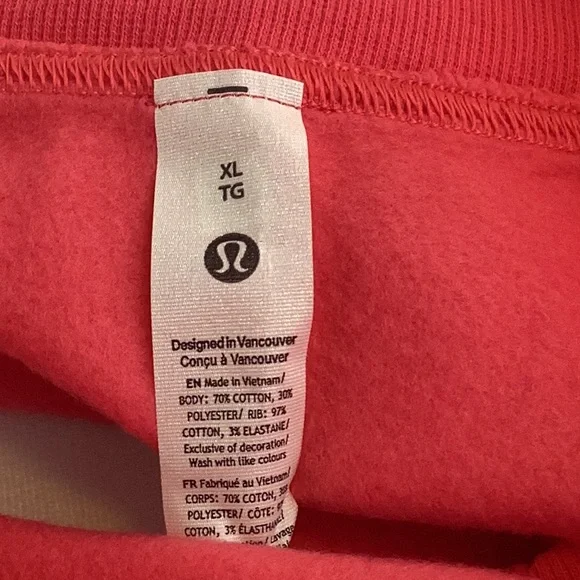 XL
TG
Designed in Vancouver
Conçu à Vancouver
EN Made in Vietnam/
BODY: 70% COTTON, 30%
POLYESTER/ RIB: 97%
COTTON, 3% ELASTANE/
Exclusive of decoration/
Wash with like colours
FR Fabriqué au Vietnam/
CORPS: 70% COTON, 30%
POLYESTER/ CÔTE:
COTON, 3%